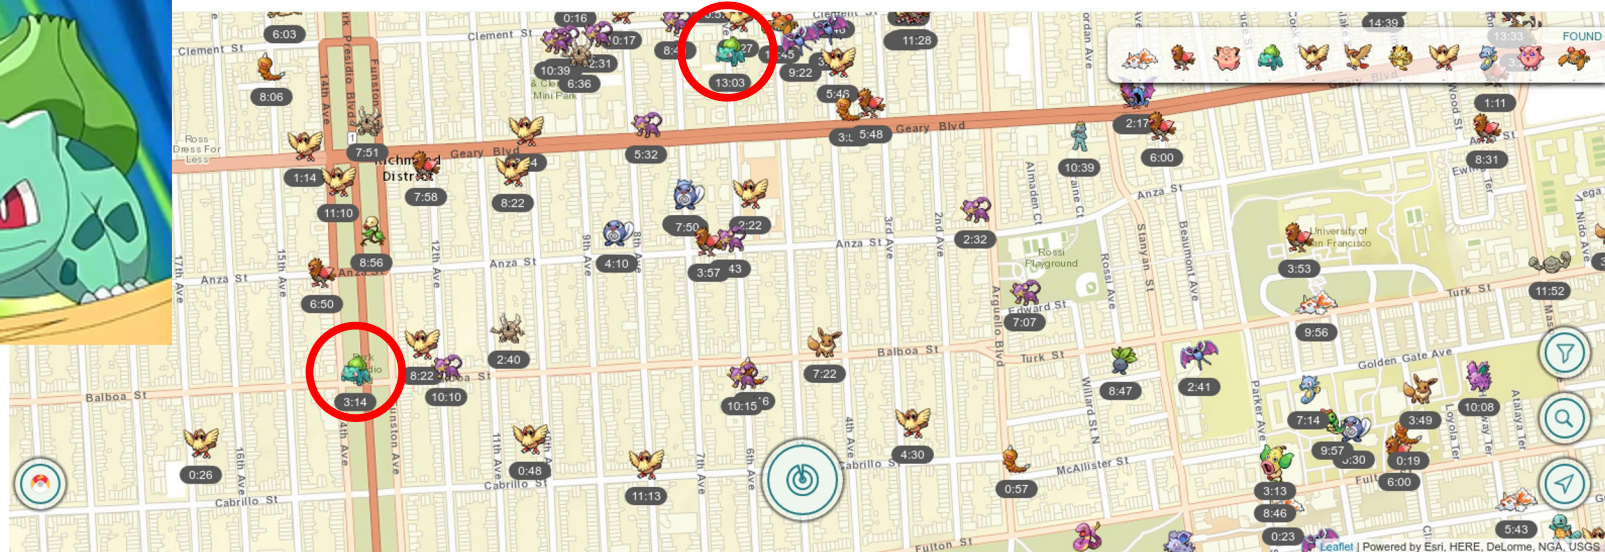 6:03
Clement St
0:16
0:17
8:4
27
13:03
:45
9:22
5:46
Clement St
11:28
14:39
13:33
FOUND
10:39
2:31
6:36
Mini Park
8:06
Park Presidio Blvd
Funston Ave
14th Ave
7:51
Ross
Dress For
Less
Richmond
District
Geary Blvd
5:32
5:48
Geary Blvd
10:39
2:17
6:00
1:11
8:31
1:14
11:10
7:58
8:22
7:50
2:22
2:32
Anza St
Rossi
Playground
University of
San Francisco
3:53
8:56
Anza St
4:10
3:57
43
Anza St
Anza St
6:50
17th Ave
15th Ave
12th Ave
9th Ave
8th Ave
3rd Ave
2nd Ave
Arguello Blvd
Almaden Ct
Rossi Ave
Stanyan St
Beaumont Ave
Edward St
7:07
Turk St
9:56
11:52
2:40
8:22
10:10
3:14
Balboa St
7:22
Balboa St
Turk St
8:47
2:41
Golden Gate Ave
10:15
7:14
3:49
10:08
0:26
16th Ave
11th Ave
0:48
7th Ave
6th Ave
4th Ave
4:30
Willard St N
Parker Ave
9:57
0:19
6:00
Loyola Ter
Atalaya Ter
Cabrillo St
Cabrillo St
11:13
Cabrillo St
0:57
McAllister St
3:13
8:46
0:23
5:43
Fulton St
Leaflet | Powered by Esri, HERE, DeLorme, NGA, USGS